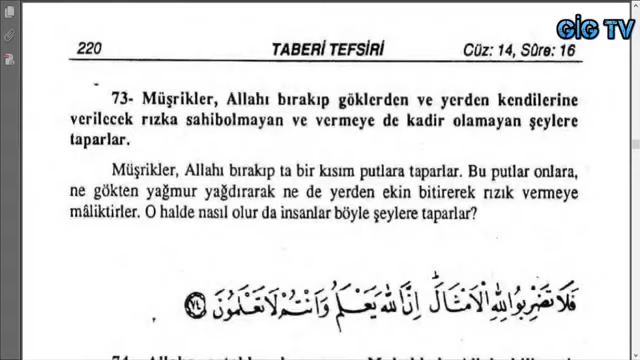 GİG TV
220 TABERİ TEFSİRİ Cüz: 14, Sûre: 16
73- Müşrikler, Allahı bırakıp göklerden ve yerden kendilerine
verilecek rızka sahibolmayan ve vermeye de kadir olamayan şeylere
taparlar.
Müşrikler, Allahı bırakıp ta bir kısım putlara taparlar. Bu putlar onlara,
ne gökten yağmur yağdırarak ne de yerden ekin bitirerek rızık vermeye
mâliktirler. O halde nasıl olur da insanlar böyle şeylere taparlar?
فَلَا تَضْرِبُوا لِلّٰهِ الْاَمْثَالَ اِنَّ اللّٰهَ يَعْلَمُ وَاَنْتُمْ لَا تَعْلَمُونَ ﴿٧٤﴾